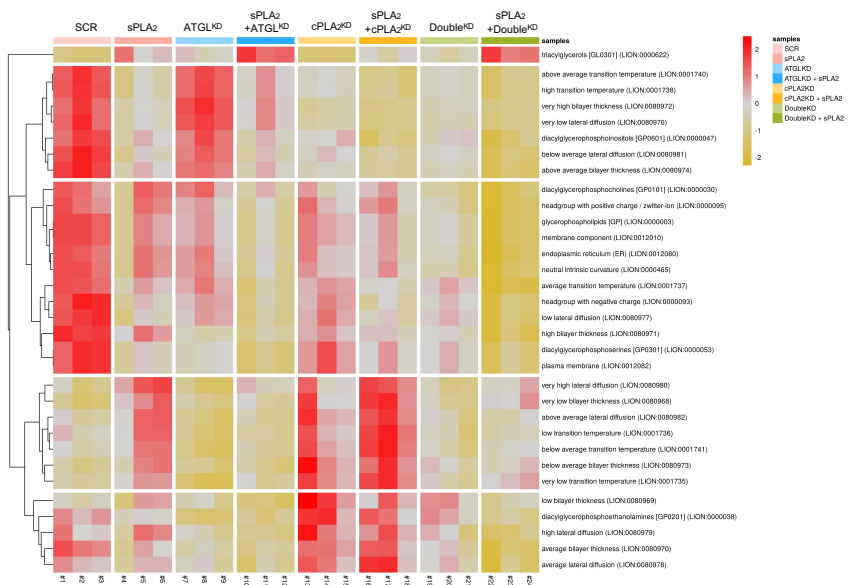 SCR sPLA2 ATGLKD sPLA2 +ATGLKD cPLA2KD sPLA2 +cPLA2KD DoubleKD sPLA2 +DoubleKD
samples
triacylglycerols [GL0301] (LION:0000622)
above average transition temperature (LION:0001740)
high transition temperature (LION:0001738)
very high bilayer thickness (LION:0080972)
very low lateral diffusion (LION:0080976)
diacylglycerophosphoinositols [GP0601] (LION:0000047)
below average lateral diffusion (LION:0080981)
above average bilayer thickness (LION:0080974)
diacylglycerophosphocholines [GP0101] (LION:0000030)
headgroup with positive charge / zwitter-ion (LION:0000095)
glycerophospholipids [GP] (LION:0000003)
membrane component (LION:0012010)
endoplasmic reticulum (ER) (LION:0012080)
neutral intrinsic curvature (LION:0000465)
average transition temperature (LION:0001737)
headgroup with negative charge (LION:0000093)
low lateral diffusion (LION:0080977)
high bilayer thickness (LION:0080971)
diacylglycerophosphoserines [GP0301] (LION:0000053)
plasma membrane (LION:0012082)
very high lateral diffusion (LION:0080980)
very low bilayer thickness (LION:0080968)
above average lateral diffusion (LION:0080982)
low transition temperature (LION:0001736)
below average transition temperature (LION:0001741)
below average bilayer thickness (LION:0080973)
very low transition temperature (LION:0001735)
low bilayer thickness (LION:0080969)
diacylglycerophosphoethanolamines [GP0201] (LION:0000038)
high lateral diffusion (LION:0080979)
average bilayer thickness (LION:0080970)
average lateral diffusion (LION:0080978)
#1 #2 #3 #4 #5 #6 #7 #8 #9
2
1
0
-1
-2
samples
SCR
sPLA2
ATGLKD
ATGLKD + sPLA2
cPLA2KD
cPLA2KD + sPLA2
DoubleKD
DoubleKD + sPLA2